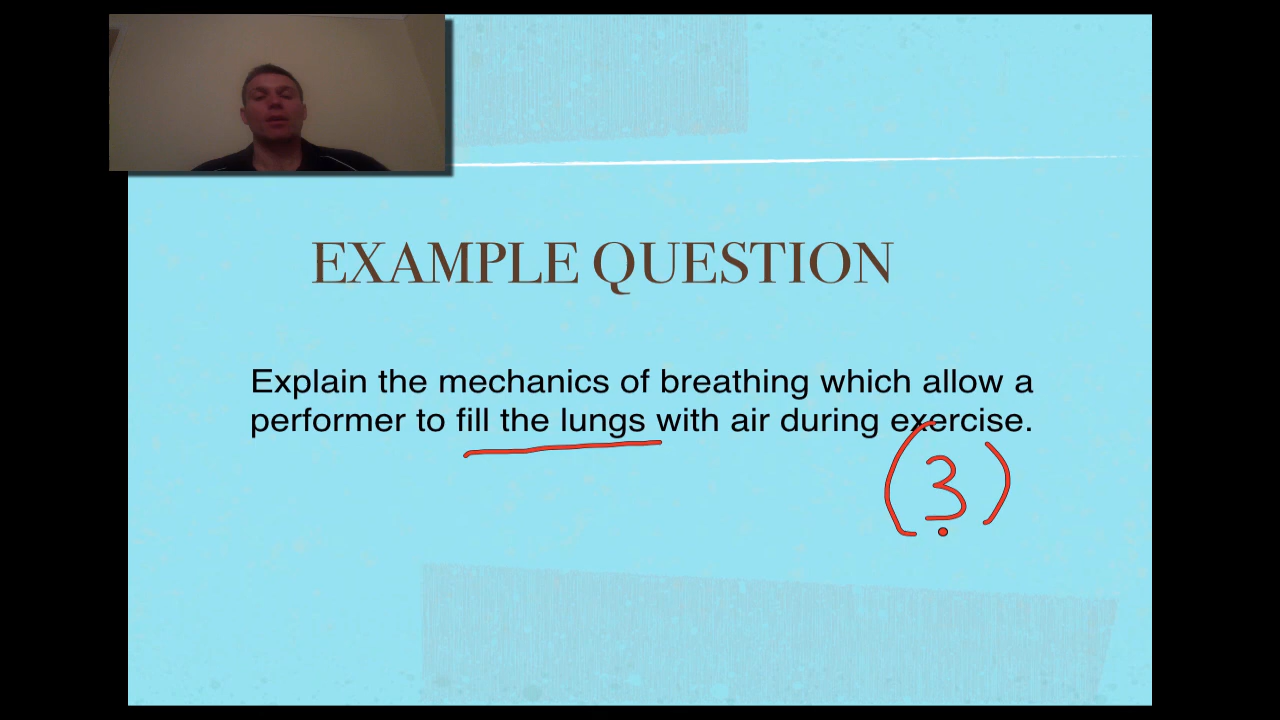 EXAMPLE QUESTION
Explain the mechanics of breathing which allow a
performer to fill the lungs with air during exercise.
(3)